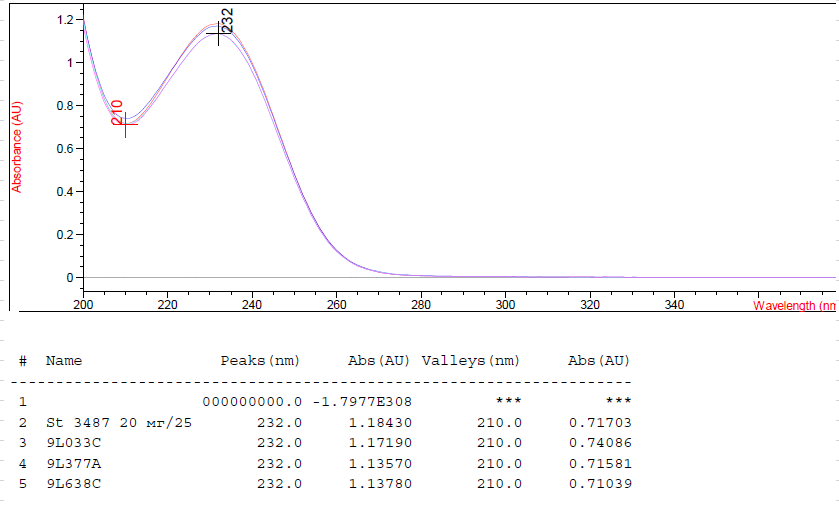 1.2
1
0.8
0.6
0.4
0.2
0
Absorbance (AU)
210
232
200 220 240 260 280 300 320 340
Wavelength (nm
# Name Peaks(nm) Abs(AU) Valleys(nm) Abs(AU)
--------------------------------------------------------------
1 000000000.0 -1.7977E308 *** ***
2 St 3487 20 мг/25 232.0 1.18430 210.0 0.71703
3 9L033C 232.0 1.17190 210.0 0.74086
4 9L377A 232.0 1.13570 210.0 0.71581
5 9L638C 232.0 1.13780 210.0 0.71039